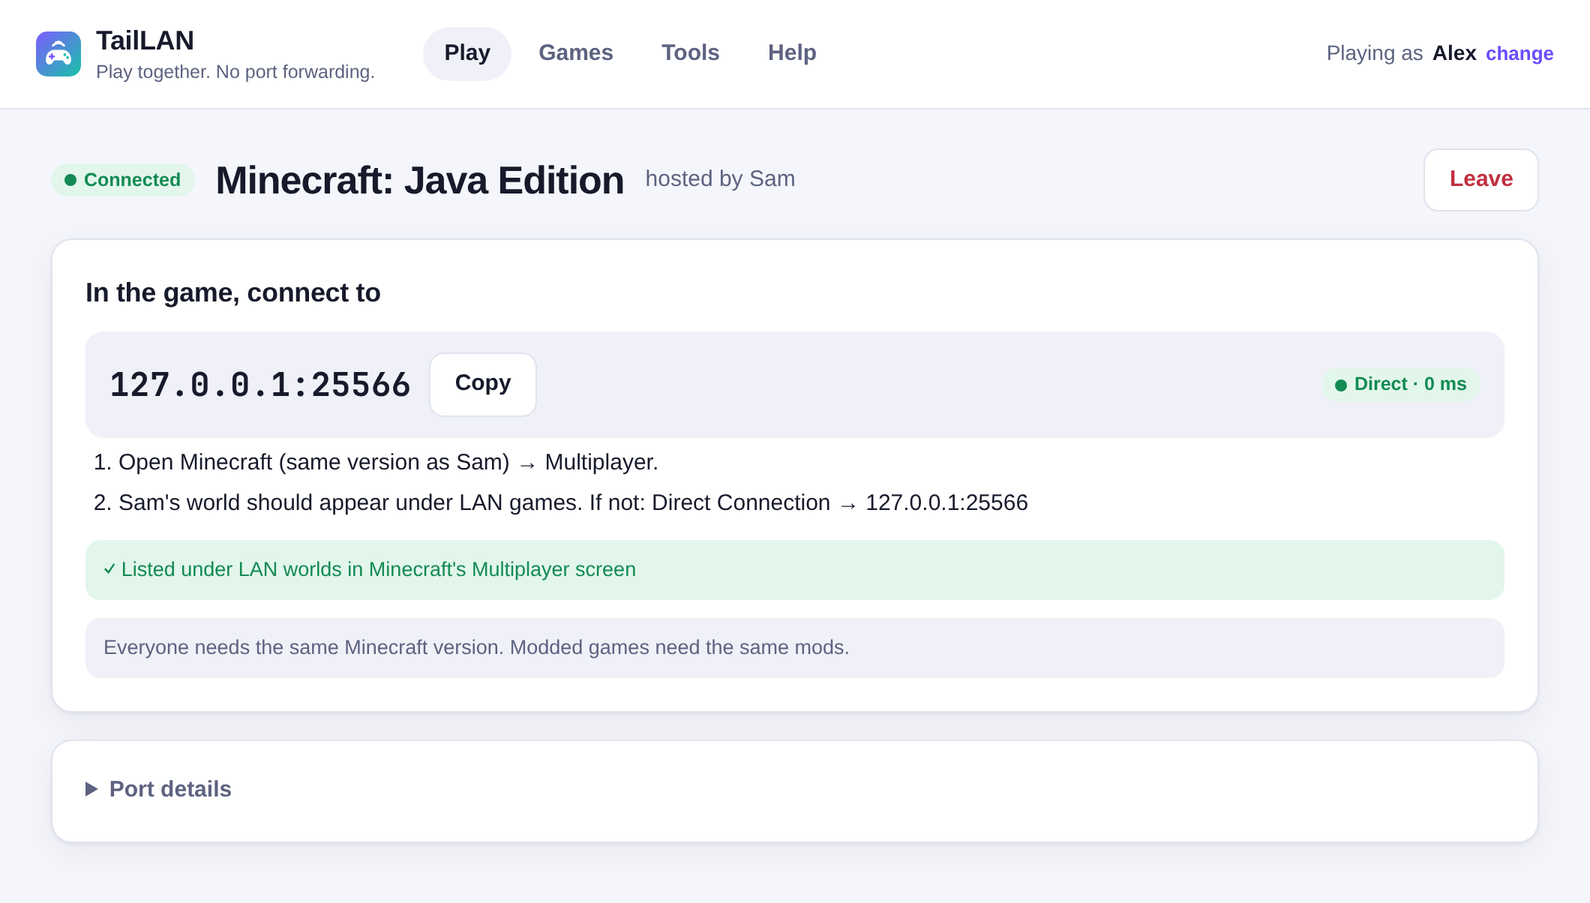 TailLAN
Play together. No port forwarding.
Play
Games
Tools
Help
Playing as Alex change
Connected
Minecraft: Java Edition
hosted by Sam
Leave
In the game, connect to
127.0.0.1:25566
Copy
Direct · 0 ms
1. Open Minecraft (same version as Sam) → Multiplayer.
2. Sam's world should appear under LAN games. If not: Direct Connection → 127.0.0.1:25566
✓ Listed under LAN worlds in Minecraft's Multiplayer screen
Everyone needs the same Minecraft version. Modded games need the same mods.
Port details